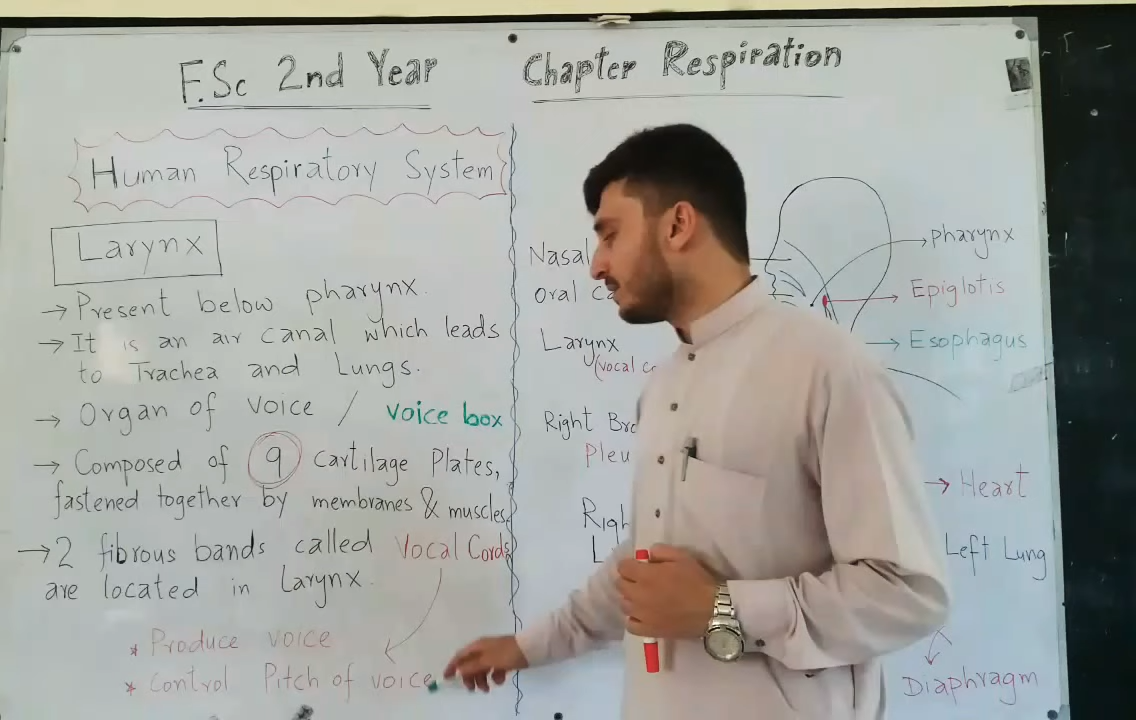 F.Sc 2nd Year
Chapter Respiration
Human Respiratory System
Larynx
→ Present below pharynx.
→ It is an air canal which leads
to Trachea and Lungs.
→ Organ of voice / voice box
→ Composed of 9 cartilage Plates,
fastened together by membranes & muscles
→ 2 fibrous bands called Vocal Cords
are located in Larynx.
* Produce voice
* Control Pitch of voice
Nasal
Oral
Larynx
(vocal
Right
Pharynx
Epiglotis
Esophagus
Heart
Left Lung
Diaphragm